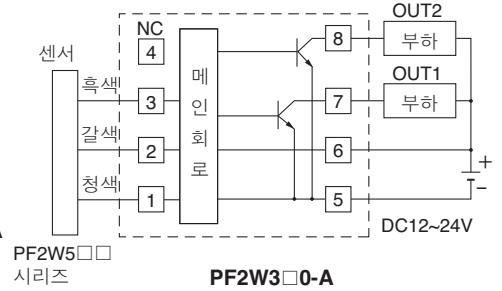 OUT2
NC
4
8
부하
센서
메인회로
OUT1
흑색
3
7
부하
갈색
2
6
+
청색
1
5
−
DC12~24V
A
PF2W5□□
시리즈
PF2W3□0-A